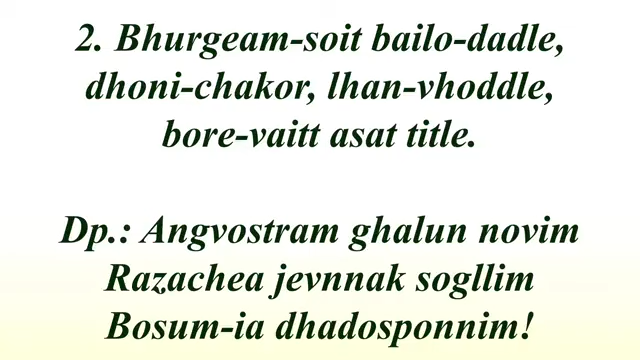 2. Bhurgeam-soit bailo-dadle,
dhoni-chakor, lhan-vhoddle,
bore-vaitt asat title.
Dp.: Angvostram ghalun novim
Razachea jevnnak sogllim
Bosum-ia dhadosponnim!